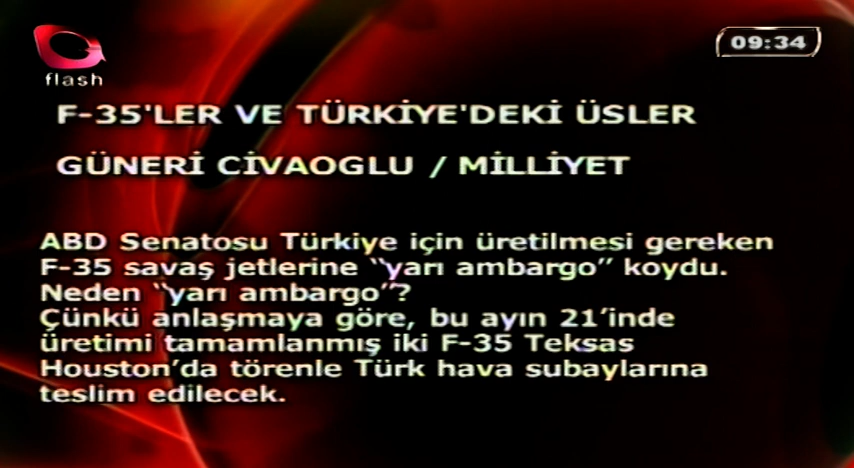 flash
09:34
F-35'LER VE TÜRKİYE'DEKİ ÜSLER
GÜNERİ CİVAOGLU / MİLLİYET
ABD Senatosu Türkiye için üretilmesi gereken
F-35 savaş jetlerine “yarı ambargo” koydu.
Neden “yarı ambargo”?
Çünkü anlaşmaya göre, bu ayın 21’inde
üretimi tamamlanmış iki F-35 Teksas
Houston’da törenle Türk hava subaylarına
teslim edilecek.